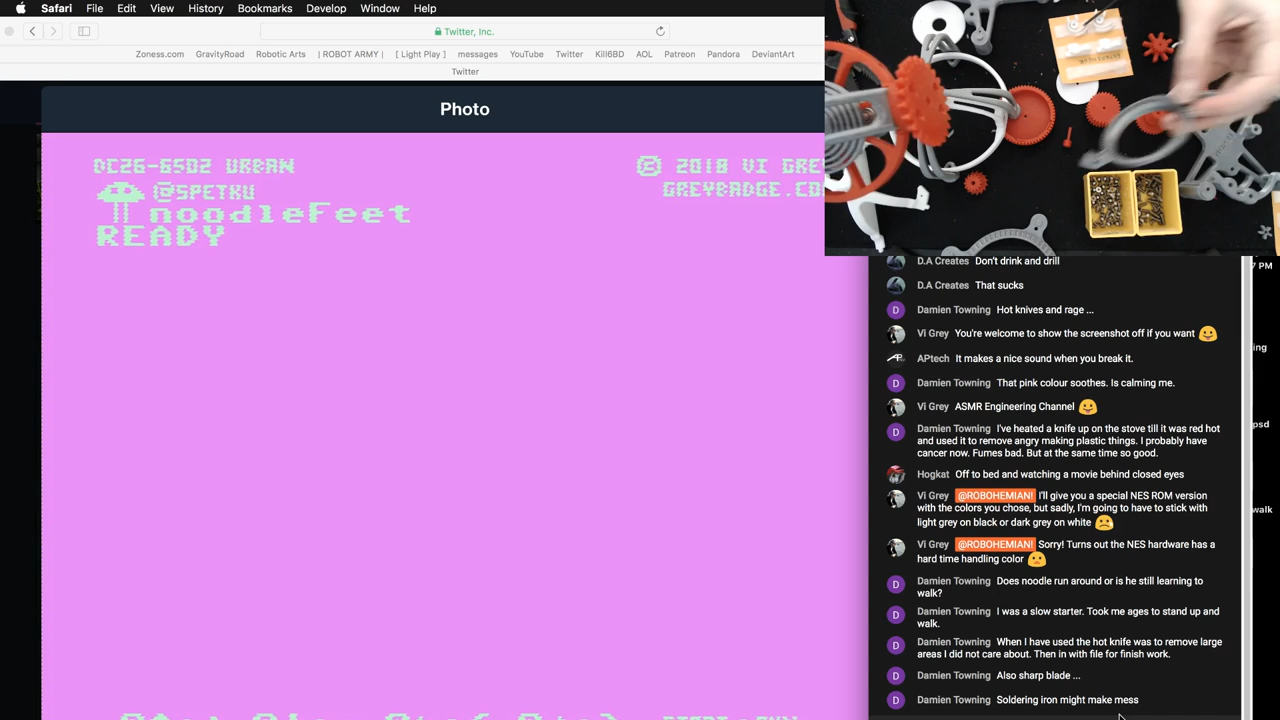 Safari File Edit View History Bookmarks Develop Window Help
Twitter, Inc.
Zoness.com GravityRoad Robotic Arts | ROBOT ARMY | [ Light Play ] messages YouTube Twitter Kill6BD AOL Patreon Pandora DeviantArt
Twitter
Photo
DC26-6502 URBAN
@SPETKU
noodleFeet
READY
2018 VI GREY
GREYBADGE.CO
7 PM
D.A Creates Don't drink and drill
D.A Creates That sucks
Damien Towning Hot knives and rage ...
Vi Grey You're welcome to show the screenshot off if you want
APtech It makes a nice sound when you break it.
Damien Towning That pink colour soothes. Is calming me.
Vi Grey ASMR Engineering Channel
Damien Towning I've heated a knife up on the stove till it was red hot
and used it to remove angry making plastic things. I probably have
cancer now. Fumes bad. But at the same time so good.
Hogkat Off to bed and watching a movie behind closed eyes
Vi Grey @ROBOHEMIAN! I'll give you a special NES ROM version
with the colors you chose, but sadly, I'm going to have to stick with
light grey on black or dark grey on white
Vi Grey @ROBOHEMIAN! Sorry! Turns out the NES hardware has a
hard time handling color
Damien Towning Does noodle run around or is he still learning to
walk?
Damien Towning I was a slow starter. Took me ages to stand up and
walk.
Damien Towning When I have used the hot knife was to remove large
areas I did not care about. Then in with file for finish work.
Damien Towning Also sharp blade ...
Damien Towning Soldering iron might make mess
ing
psd
walk